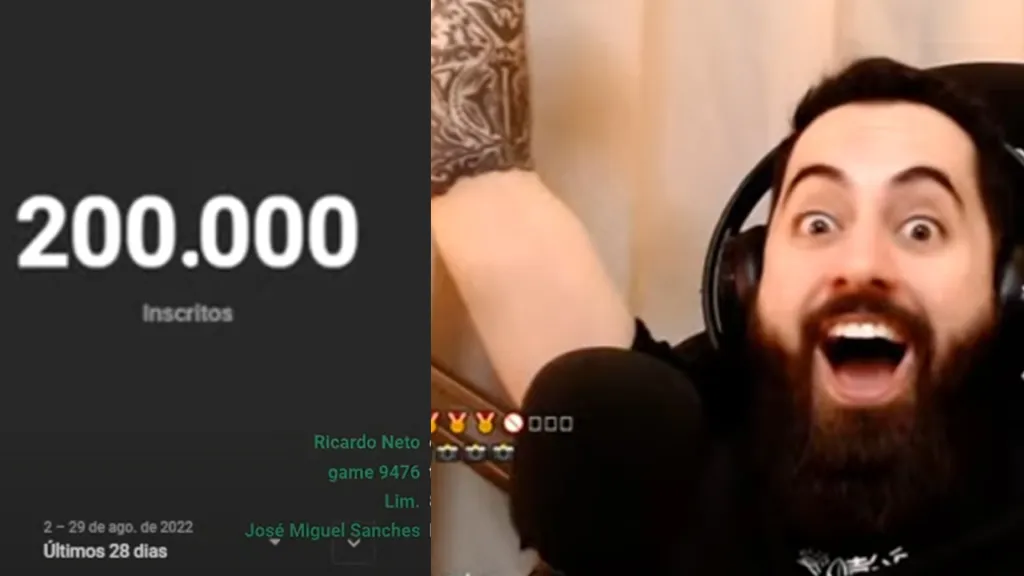 200.000
Inscritos
Ricardo Neto
game 9476
Lim.
José Miguel Sanches
2 – 29 de ago. de 2022
Últimos 28 dias